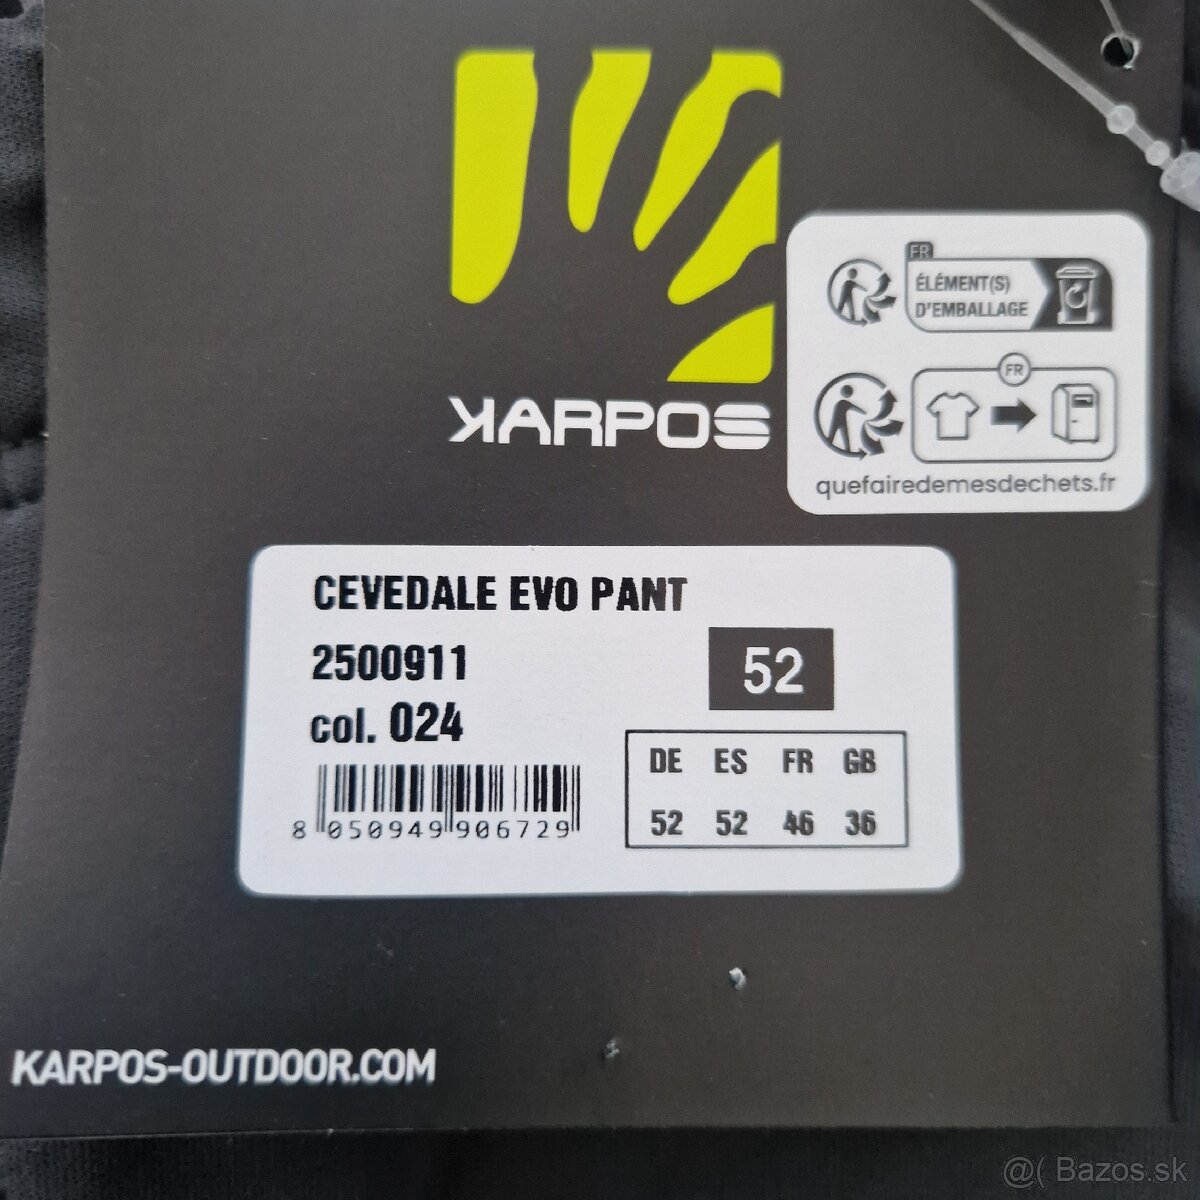 KARPOS
FR
ÉLÉMENT(S)
D'EMBALLAGE
FR
quefairedemesdechets.fr
CEVEDALE EVO PANT
2500911
52
col. 024
DE ES FR GB
52 52 46 36
8 050949 906729
KARPOS-OUTDOOR.COM
@( Bazos.sk